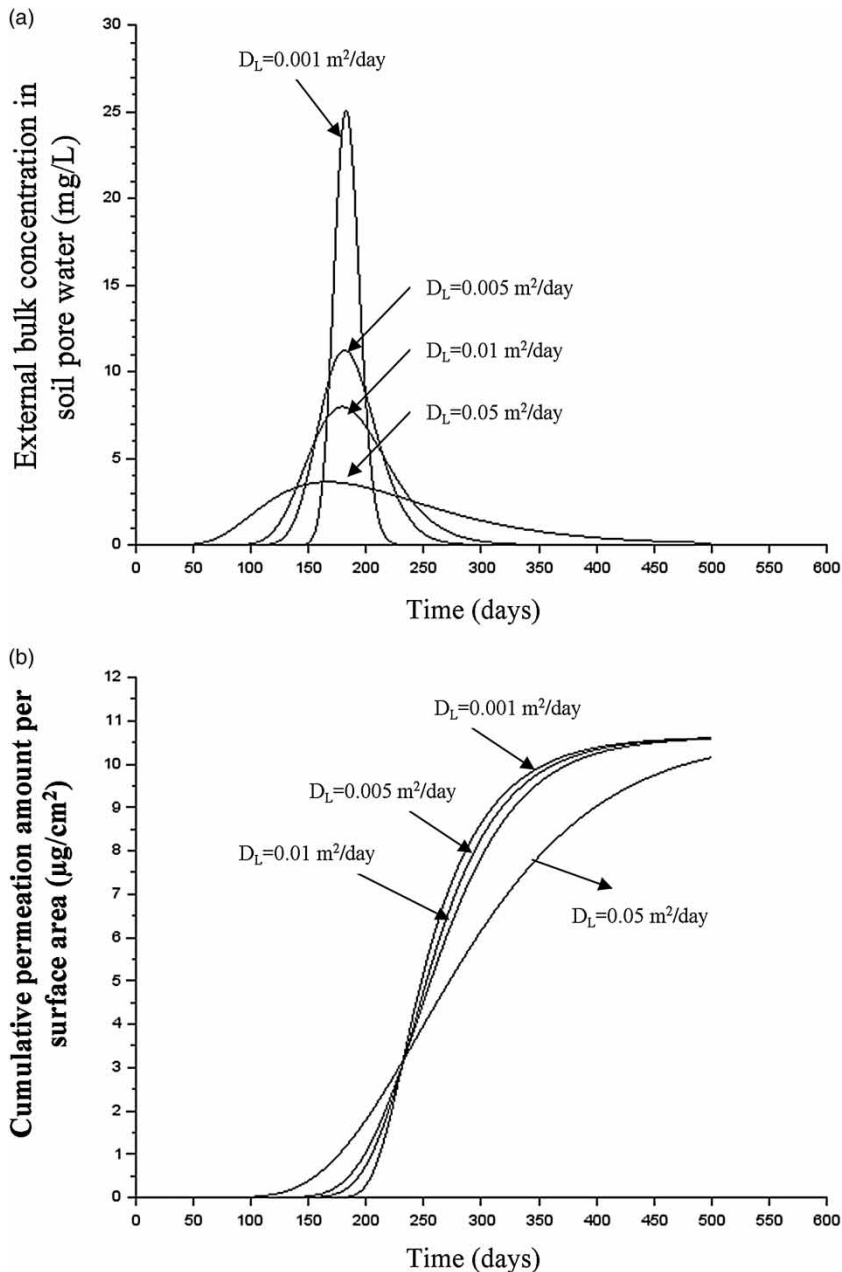 (a)
External bulk concentration in
soil pore water (mg/L)
30
25
20
15
10
5
0
D_L=0.001 m²/day
D_L=0.005 m²/day
D_L=0.01 m²/day
D_L=0.05 m²/day
0 50 100 150 200 250 300 350 400 450 500 550 600
Time (days)
(b)
Cumulative permeation amount per
surface area (µg/cm²)
12
11
10
9
8
7
6
5
4
3
2
1
0
D_L=0.001 m²/day
D_L=0.005 m²/day
D_L=0.01 m²/day
D_L=0.05 m²/day
0 50 100 150 200 250 300 350 400 450 500 550 600
Time (days)